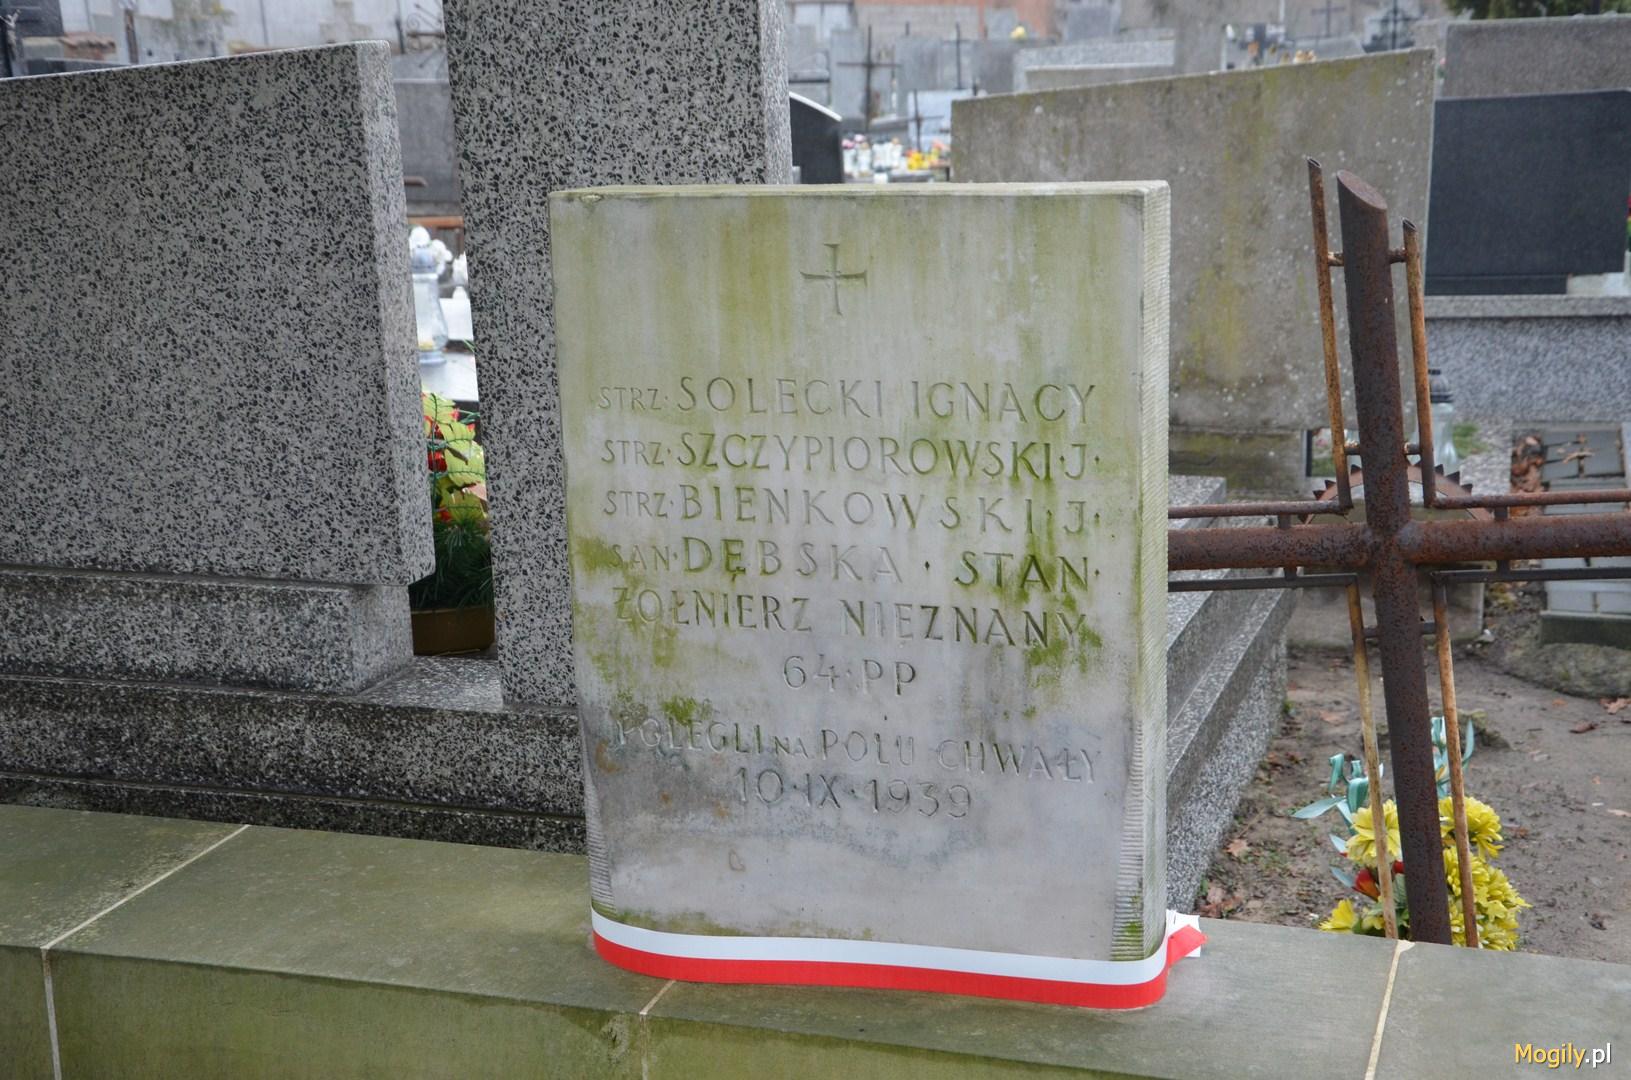 STRZ· SOLECKI IGNACY
STRZ· SZCZYPIOROWSKI·J·
STRZ· BIENKOWSKI·J·
SAN· DĘBSKA · STAN·
ŻOŁNIERZ NIEZNANY
64·PP
POLEGLI NA POLU CHWAŁY
10·IX·1939
Mogily.pl